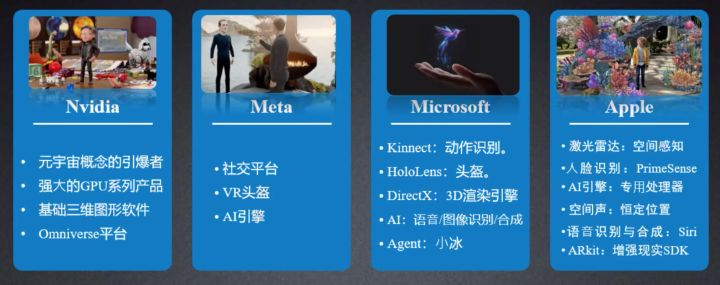 Nvidia
• 元宇宙概念的引爆者
• 强大的GPU系列产品
• 基础三维图形软件
• Omniverse平台
Meta
• 社交平台
• VR头盔
• AI引擎
Microsoft
• Kinnect：动作识别。
• HoloLens：头盔。
• DirectX：3D渲染引擎
• AI：语音/图像识别/合成
• Agent：小冰
Apple
• 激光雷达：空间感知
• 人脸识别：PrimeSense
• AI引擎：专用处理器
• 空间声：恒定位置
• 语音识别与合成：Siri
• ARkit：增强现实SDK